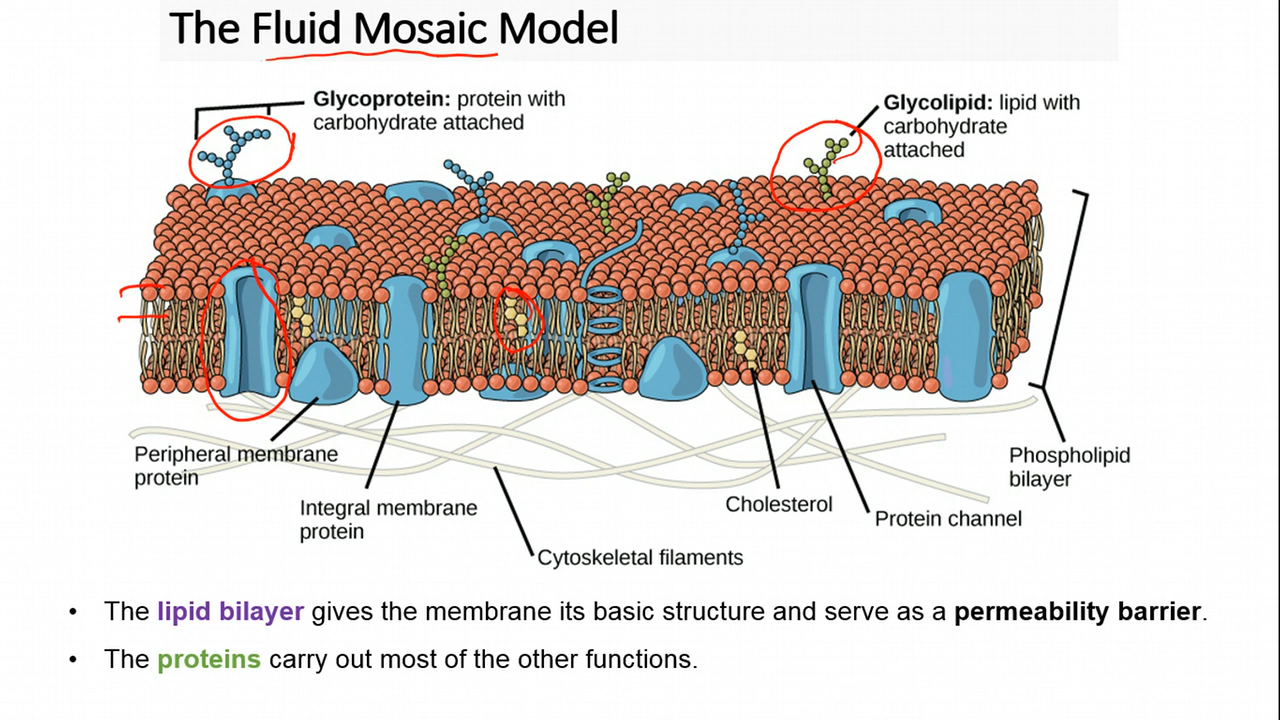 The Fluid Mosaic Model
Glycoprotein: protein with
carbohydrate attached
Glycolipid: lipid with
carbohydrate
attached
Peripheral membrane
protein
Integral membrane
protein
Cytoskeletal filaments
Cholesterol
Protein channel
Phospholipid
bilayer
• The lipid bilayer gives the membrane its basic structure and serve as a permeability barrier.
• The proteins carry out most of the other functions.